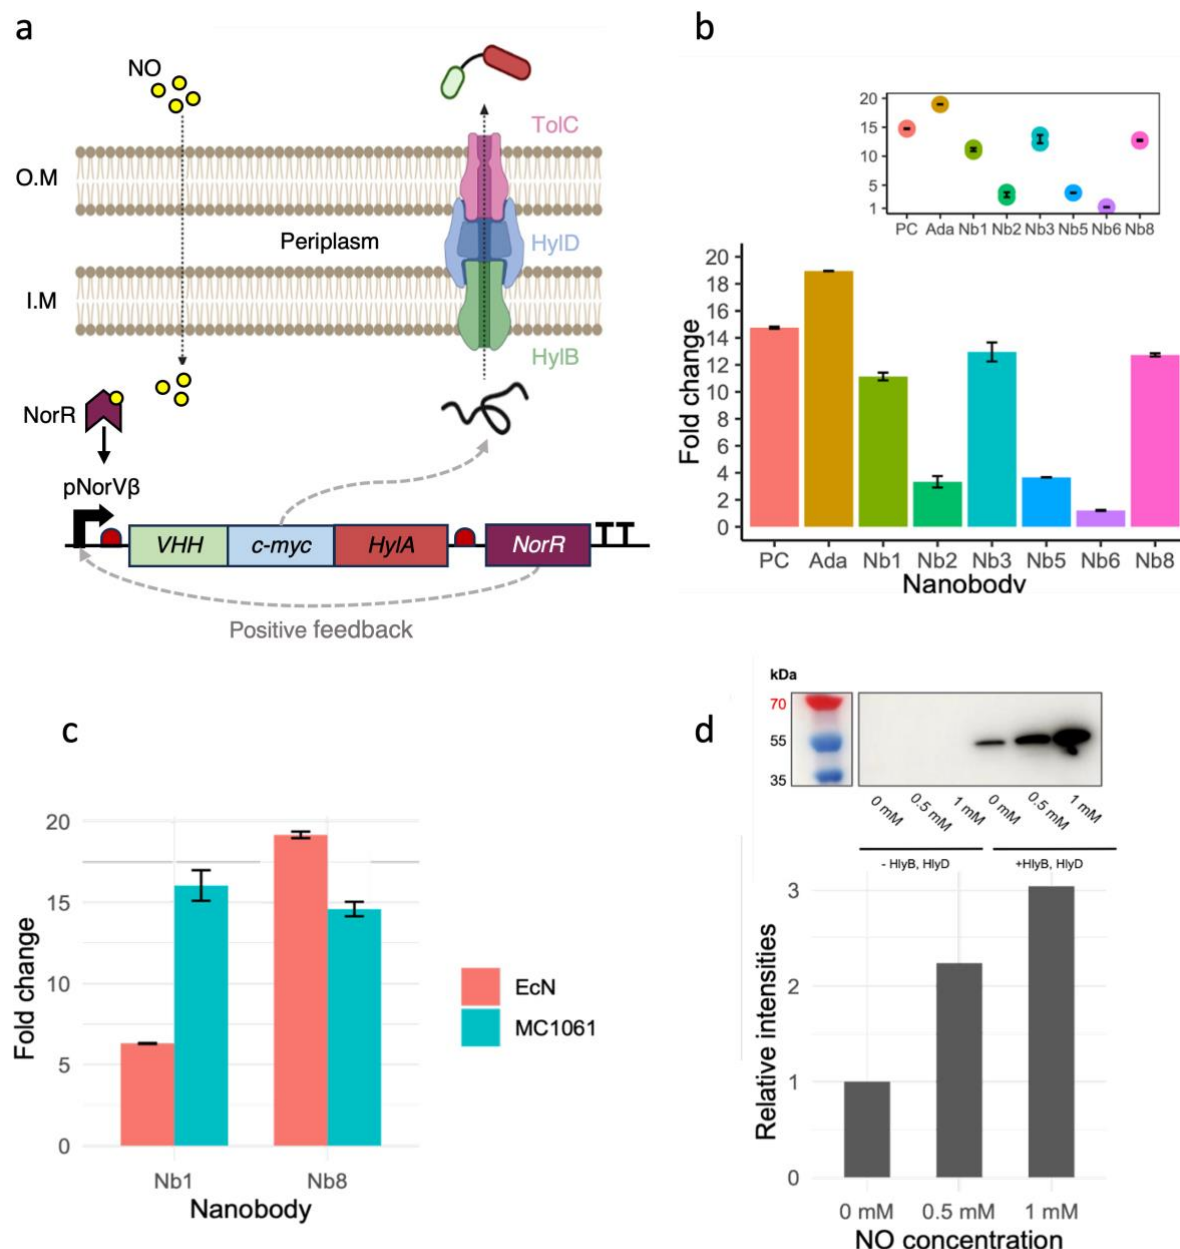 a
NO
TolC
O.M
Periplasm
HylD
I.M
HylB
NorR
pNorVβ
VHH
c-myc
HylA
NorR
Positive feedback
b
20
15
10
5
1
PC Ada Nb1 Nb2 Nb3 Nb5 Nb6 Nb8
Fold change
20
18
16
14
12
10
8
6
4
2
0
PC Ada Nb1 Nb2 Nb3 Nb5 Nb6 Nb8
Nanobody
c
Fold change
20
15
10
5
0
Nb1 Nb8
Nanobody
EcN
MC1061
d
kDa
70
55
35
0 mM 0.5 mM 1 mM 0 mM 0.5 mM 1 mM
- HlyB, HlyD +HlyB, HlyD
Relative intensities
3
2
1
0
0 mM 0.5 mM 1 mM
NO concentration